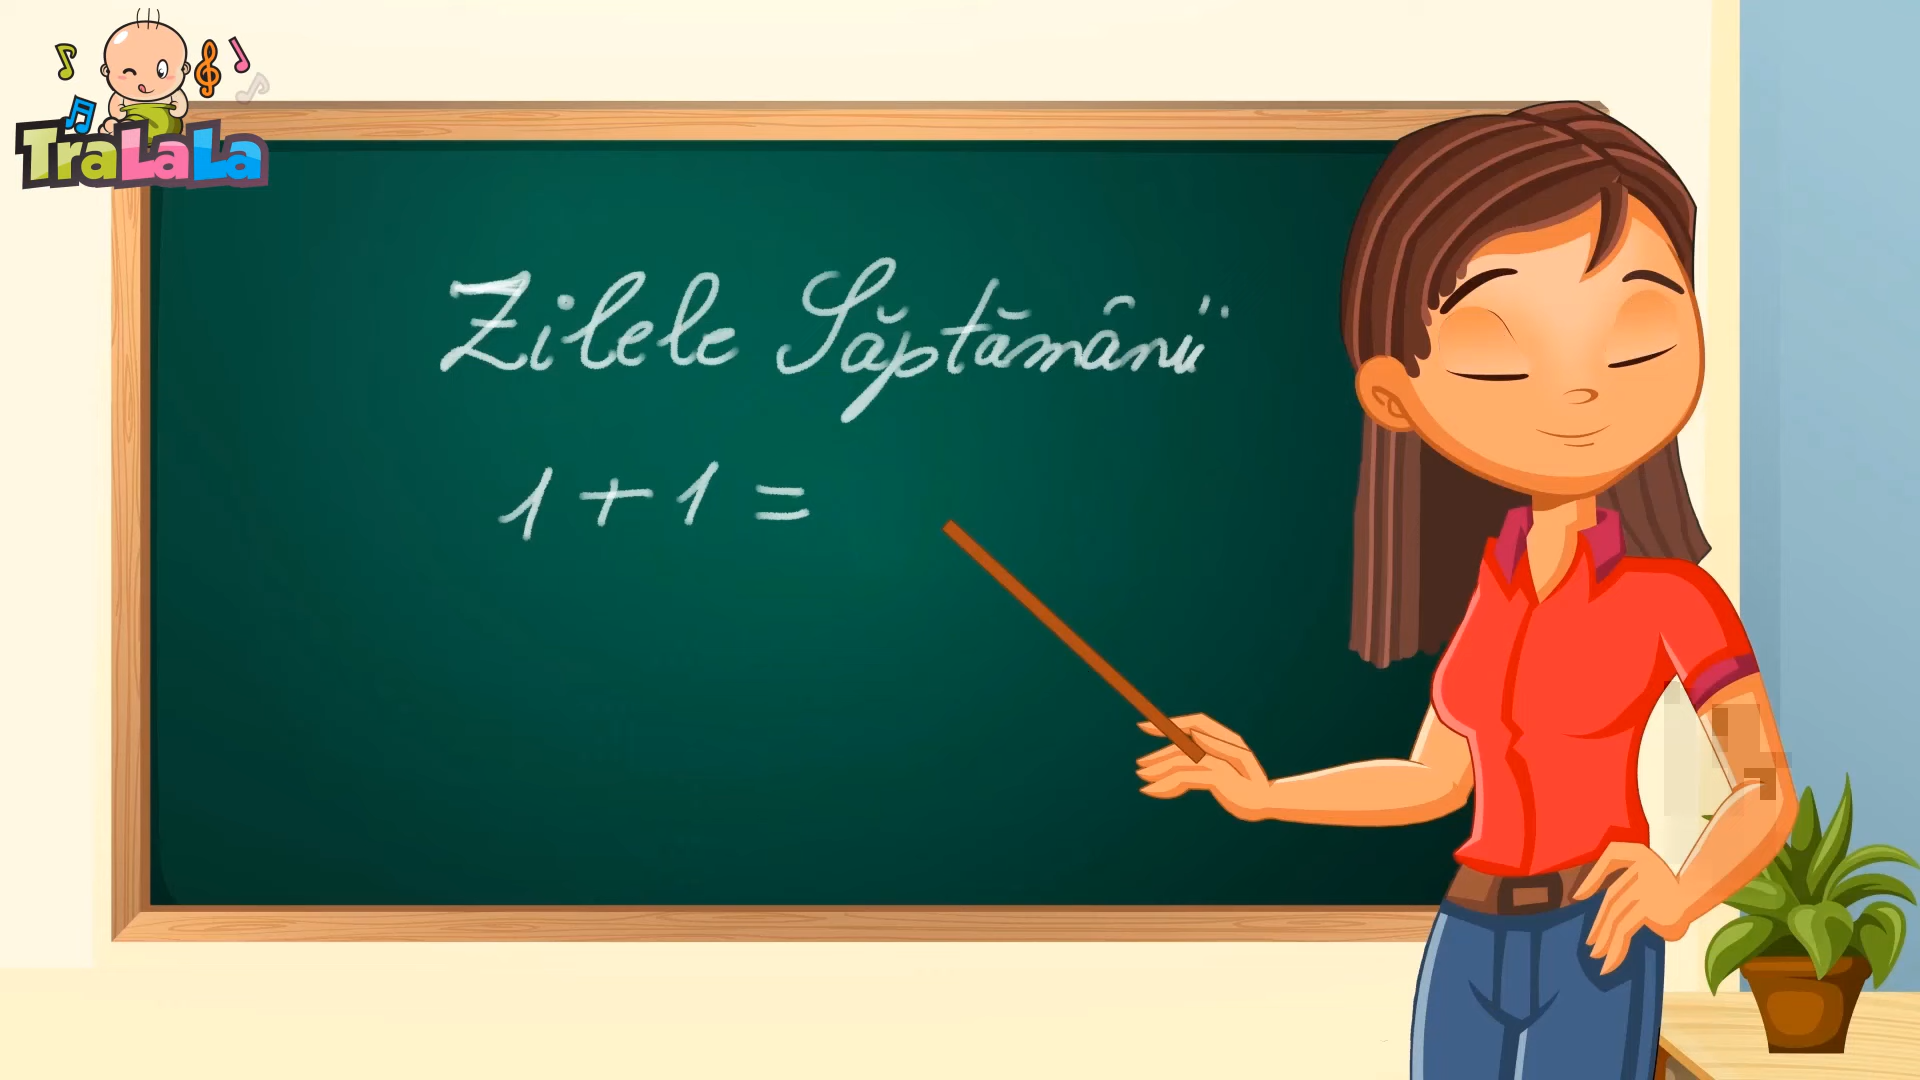 TraLaLa
Zilele Săptămânii
1 + 1 =